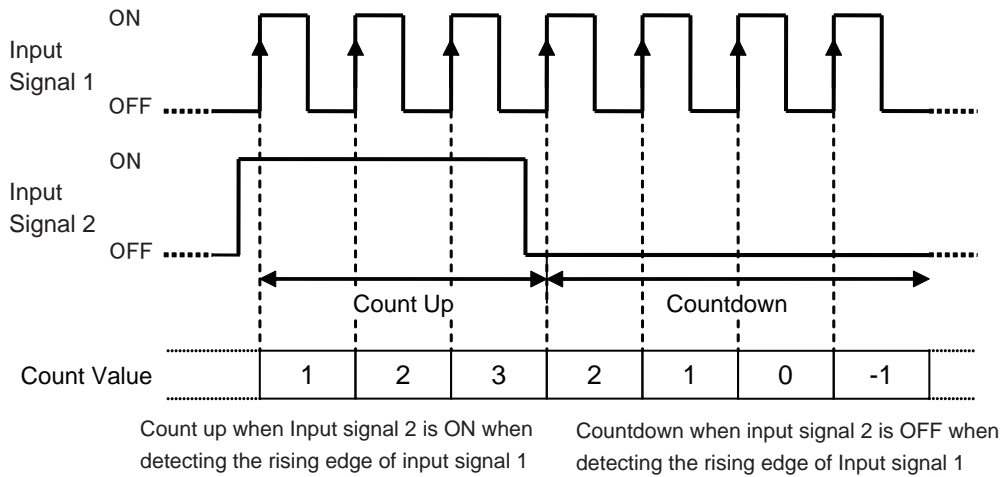 ON
Input
Signal 1
OFF
ON
Input
Signal 2
OFF
Count Up Countdown
Count Value 1 2 3 2 1 0 -1
Count up when Input signal 2 is ON when
detecting the rising edge of input signal 1
Countdown when input signal 2 is OFF when
detecting the rising edge of Input signal 1